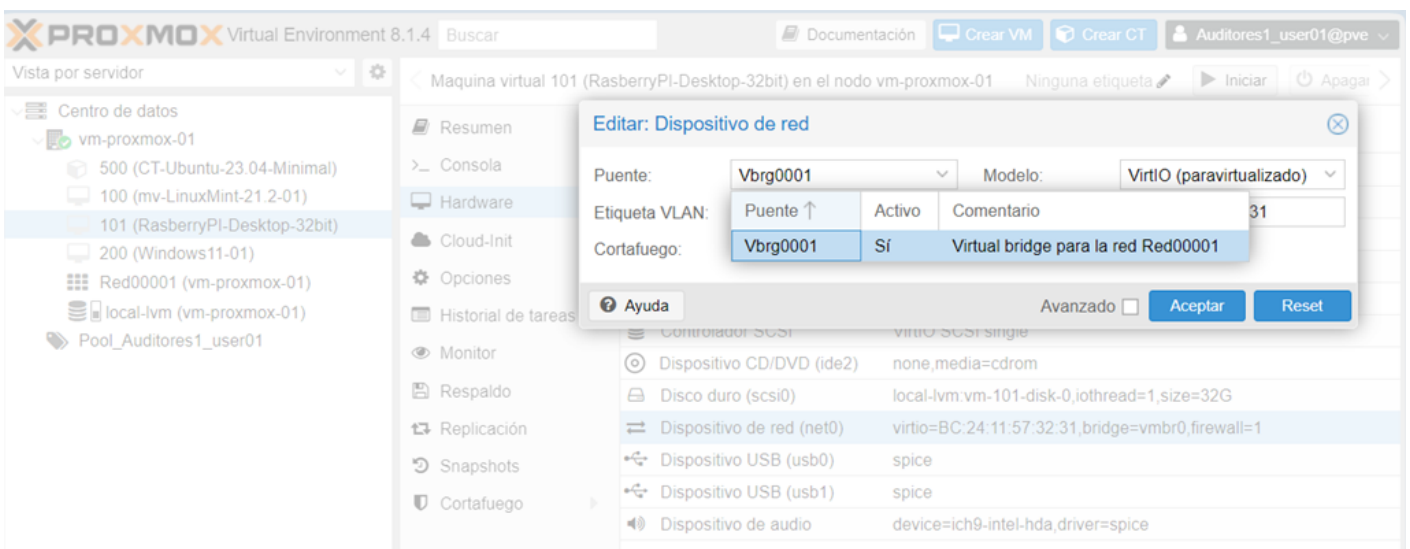 PROXMOX Virtual Environment 8.1.4 Buscar Documentación Crear VM Crear CT Auditores1_user01@pve
Vista por servidor
Centro de datos
vm-proxmox-01
500 (CT-Ubuntu-23.04-Minimal)
100 (mv-LinuxMint-21.2-01)
101 (RasberryPI-Desktop-32bit)
200 (Windows11-01)
Red00001 (vm-proxmox-01)
local-lvm (vm-proxmox-01)
Pool_Auditores1_user01
Maquina virtual 101 (RasberryPI-Desktop-32bit) en el nodo vm-proxmox-01 Ninguna etiqueta Iniciar Apagar
Resumen
Consola
Hardware
Cloud-Init
Opciones
Historial de tareas
Monitor
Respaldo
Replicación
Snapshots
Cortafuego
Editar: Dispositivo de red
Puente: Vbrg0001 Modelo: VirtIO (paravirtualizado)
Etiqueta VLAN: 31
Puente Activo Comentario
Cortafuego:
Vbrg0001 Sí Virtual bridge para la red Red00001
Ayuda Avanzado Aceptar Reset
Controlador SCSI VirtIO SCSI single
Dispositivo CD/DVD (ide2) none,media=cdrom
Disco duro (scsi0) local-lvm:vm-101-disk-0,iothread=1,size=32G
Dispositivo de red (net0) virtio=BC:24:11:57:32:31,bridge=vmbr0,firewall=1
Dispositivo USB (usb0) spice
Dispositivo USB (usb1) spice
Dispositivo de audio device=ich9-intel-hda,driver=spice